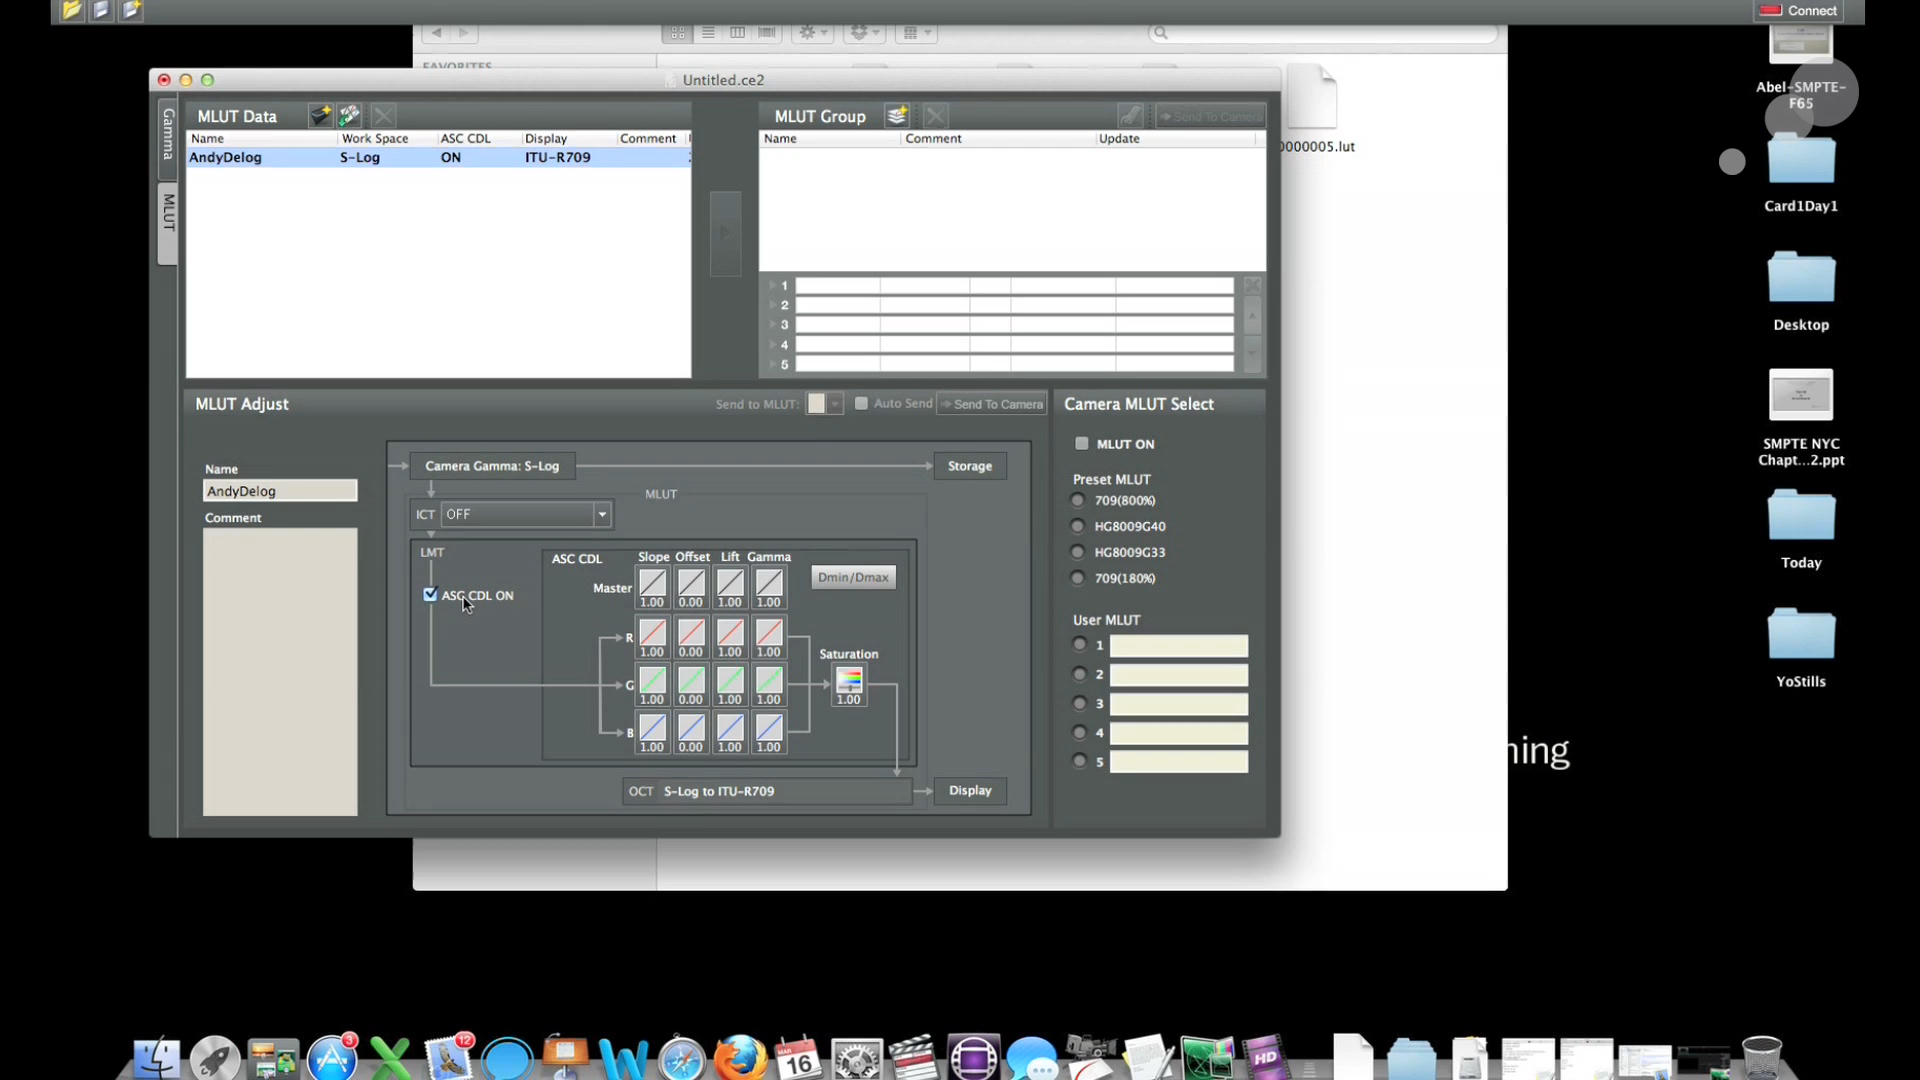 Connect
FAVORITES
Untitled.ce2
Gamma
MLUT
MLUT Data
Name Work Space ASC CDL Display Comment
AndyDelog S-Log ON ITU-R709
MLUT Group
Send To Camera
Name Comment Update
1
2
3
4
5
0000005.lut
MLUT Adjust
Send to MLUT:
Auto Send
Send To Camera
Name
AndyDelog
Comment
Camera Gamma: S-Log
Storage
MLUT
ICT OFF
LMT
ASC CDL ON
ASC CDL
Slope Offset Lift Gamma
Master
1.00 0.00 1.00 1.00
Dmin/Dmax
R
1.00 0.00 1.00 1.00
G
1.00 0.00 1.00 1.00
B
1.00 0.00 1.00 1.00
Saturation
1.00
OCT S-Log to ITU-R709
Display
Camera MLUT Select
MLUT ON
Preset MLUT
709(800%)
HG8009G40
HG8009G33
709(180%)
User MLUT
1
2
3
4
5
Abel-SMPTE-
F65
Card1Day1
Desktop
SMPTE NYC
Chapt...2.ppt
Today
YoStills
ning
3
12
MAR
16
HD